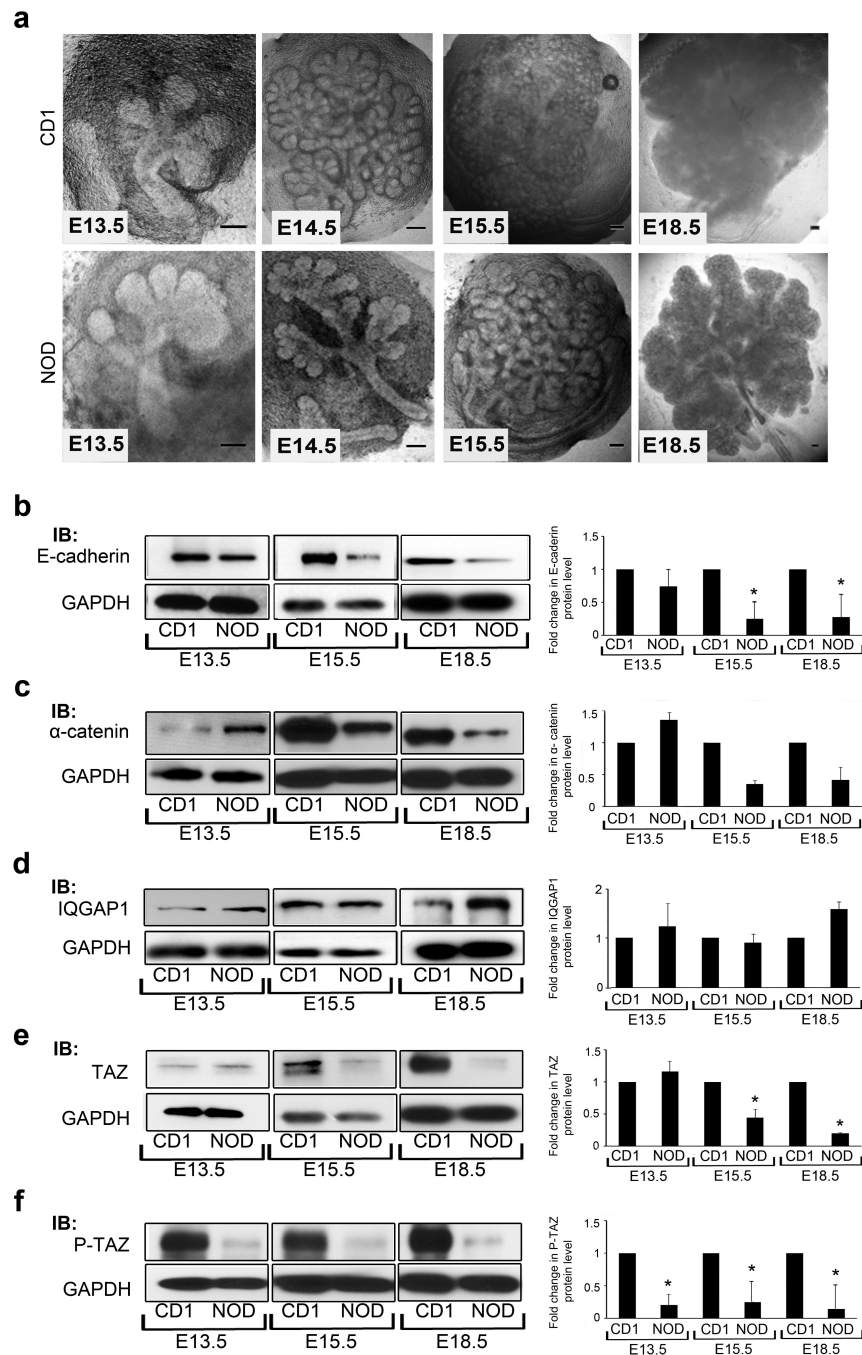 a
CD1
E13.5 E14.5 E15.5 E18.5
NOD
E13.5 E14.5 E15.5 E18.5
b
IB:
E-cadherin
GAPDH
CD1 NOD CD1 NOD CD1 NOD
E13.5 E15.5 E18.5
Fold change in E-caderin
protein level
1.5
1
0.5
0
* *
CD1 NOD CD1 NOD CD1 NOD
E13.5 E15.5 E18.5
c
IB:
α-catenin
GAPDH
CD1 NOD CD1 NOD CD1 NOD
E13.5 E15.5 E18.5
Fold change in α- catenin
protein level
1.5
1
0.5
0
CD1 NOD CD1 NOD CD1 NOD
E13.5 E15.5 E18.5
d
IB:
IQGAP1
GAPDH
CD1 NOD CD1 NOD CD1 NOD
E13.5 E15.5 E18.5
Fold change in IQGAP1
protein level
2
1
0
CD1 NOD CD1 NOD CD1 NOD
E13.5 E15.5 E18.5
e
IB:
TAZ
GAPDH
CD1 NOD CD1 NOD CD1 NOD
E13.5 E15.5 E18.5
Fold change in TAZ
protein level
1.5
1
0.5
0
* *
CD1 NOD CD1 NOD CD1 NOD
E13.5 E15.5 E18.5
f
IB:
P-TAZ
GAPDH
CD1 NOD CD1 NOD CD1 NOD
E13.5 E15.5 E18.5
Fold change in P-TAZ
protein level
1.5
1
0.5
0
* * *
CD1 NOD CD1 NOD CD1 NOD
E13.5 E15.5 E18.5